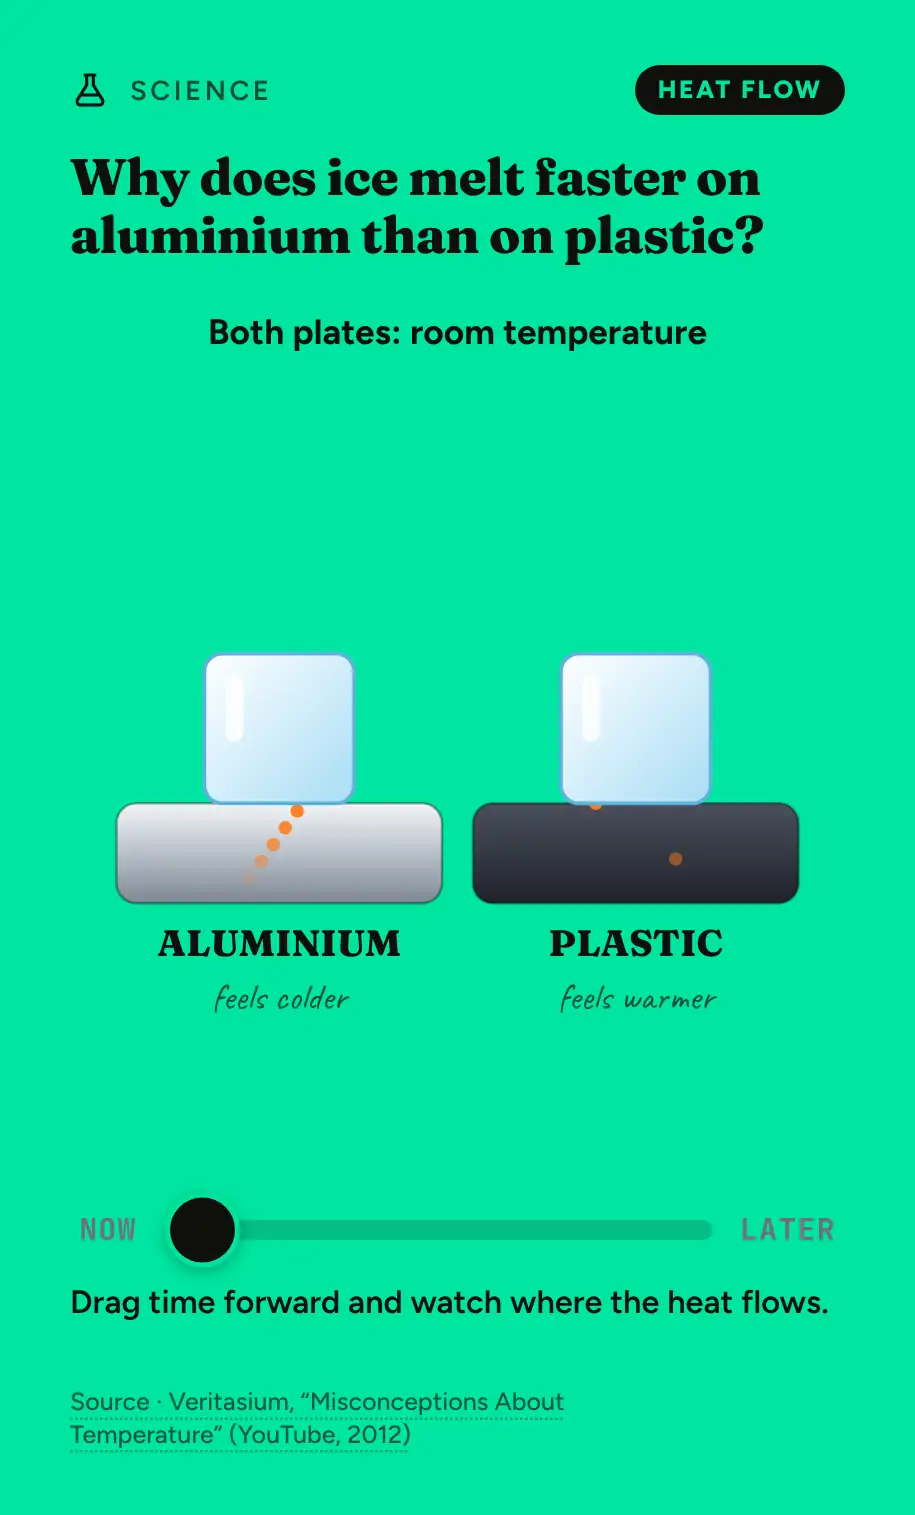 SCIENCE
HEAT FLOW
Why does ice melt faster on
aluminium than on plastic?
Both plates: room temperature
ALUMINIUM
PLASTIC
feels colder
feels warmer
NOW
LATER
Drag time forward and watch where the heat flows.
Source · Veritasium, “Misconceptions About
Temperature” (YouTube, 2012)